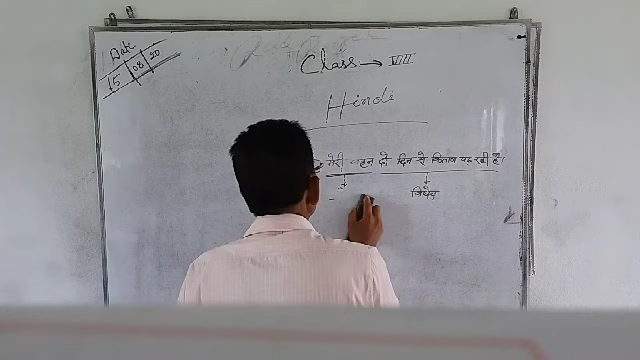 Date
15 08 20
Class → VIII
Hindi
मेरी बहन दो दिन से किताब पढ़ रही है।
विधेय